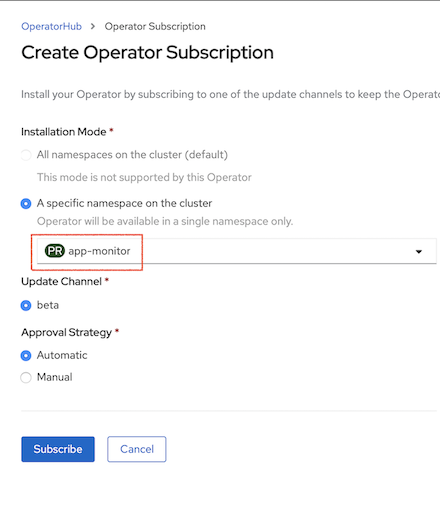 OperatorHub > Operator Subscription
Create Operator Subscription
Install your Operator by subscribing to one of the update channels to keep the
Installation Mode *
All namespaces on the cluster (default)
This mode is not supported by this Operator
A specific namespace on the cluster
Operator will be available in a single namespace only.
PR app-monitor
Update Channel *
beta
Approval Strategy *
Automatic
Manual
Subscribe Cancel